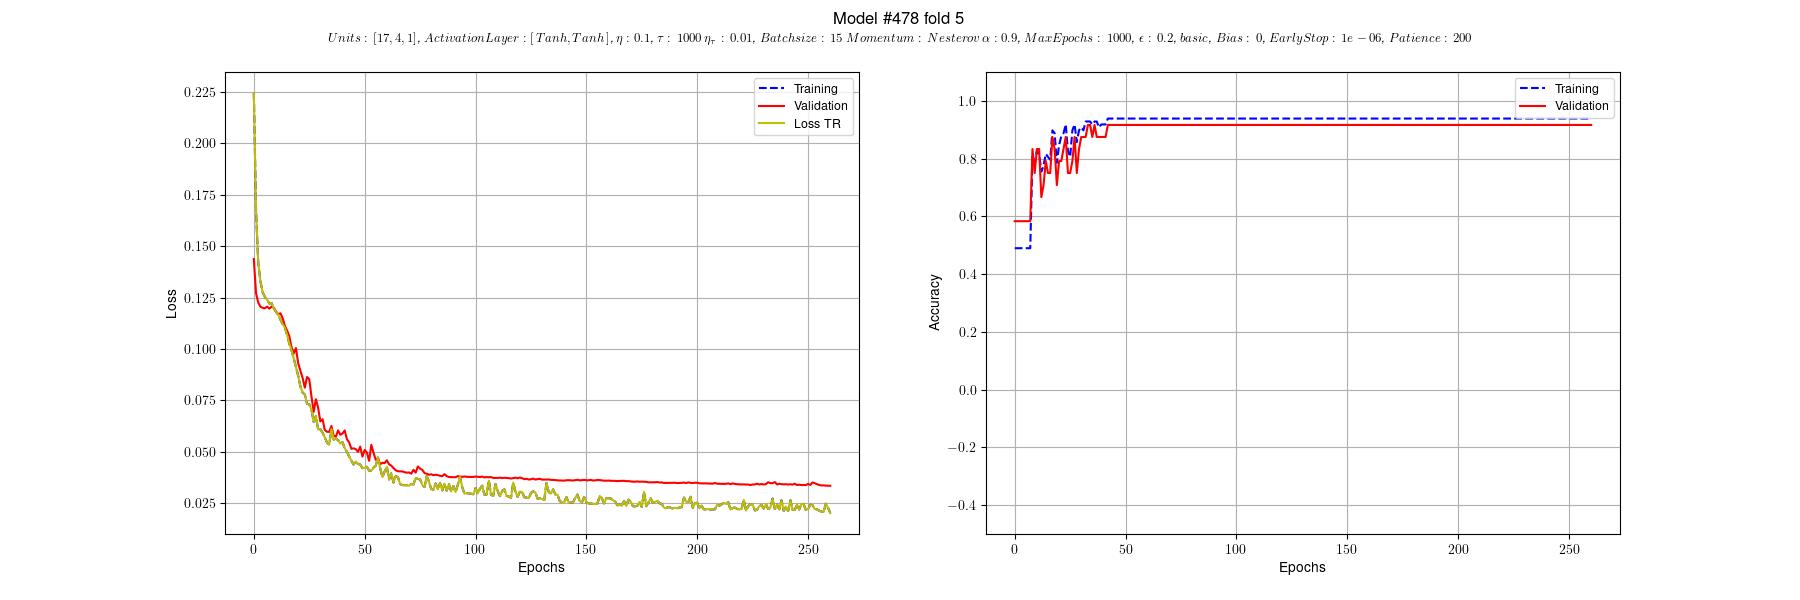 Model #478 fold 5
Units : [17, 4, 1], ActivationLayer : [Tanh, Tanh], η : 0.1, τ : 1000 η_τ : 0.01, Batchsize : 15 Momentum : Nesterov α : 0.9, MaxEpochs : 1000, ϵ : 0.2, basic, Bias : 0, EarlyStop : 1e − 06, Patience : 200
0.225
0.200
0.175
0.150
0.125
0.100
0.075
0.050
0.025
Loss
Training
Validation
Loss TR
0 50 100 150 200 250
Epochs
1.0
0.8
0.6
0.4
0.2
0.0
−0.2
−0.4
Accuracy
Training
Validation
0 50 100 150 200 250
Epochs